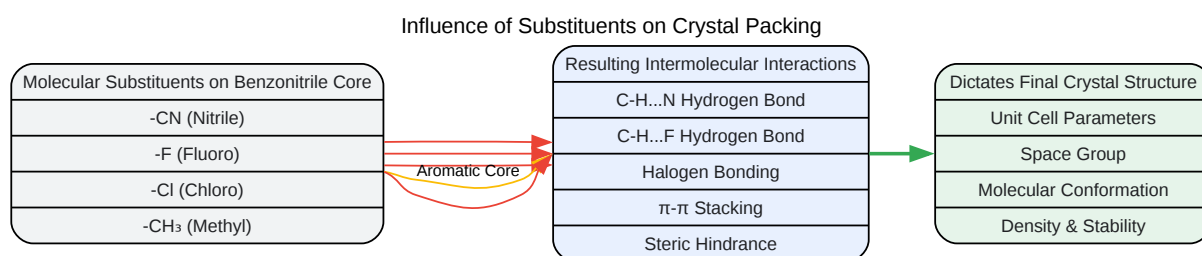 Influence of Substituents on Crystal Packing
Molecular Substituents on Benzonitrile Core
-CN (Nitrile)
-F (Fluoro)
-Cl (Chloro)
-CH₃ (Methyl)
Aromatic Core
Resulting Intermolecular Interactions
C-H...N Hydrogen Bond
C-H...F Hydrogen Bond
Halogen Bonding
π-π Stacking
Steric Hindrance
Dictates Final Crystal Structure
Unit Cell Parameters
Space Group
Molecular Conformation
Density & Stability